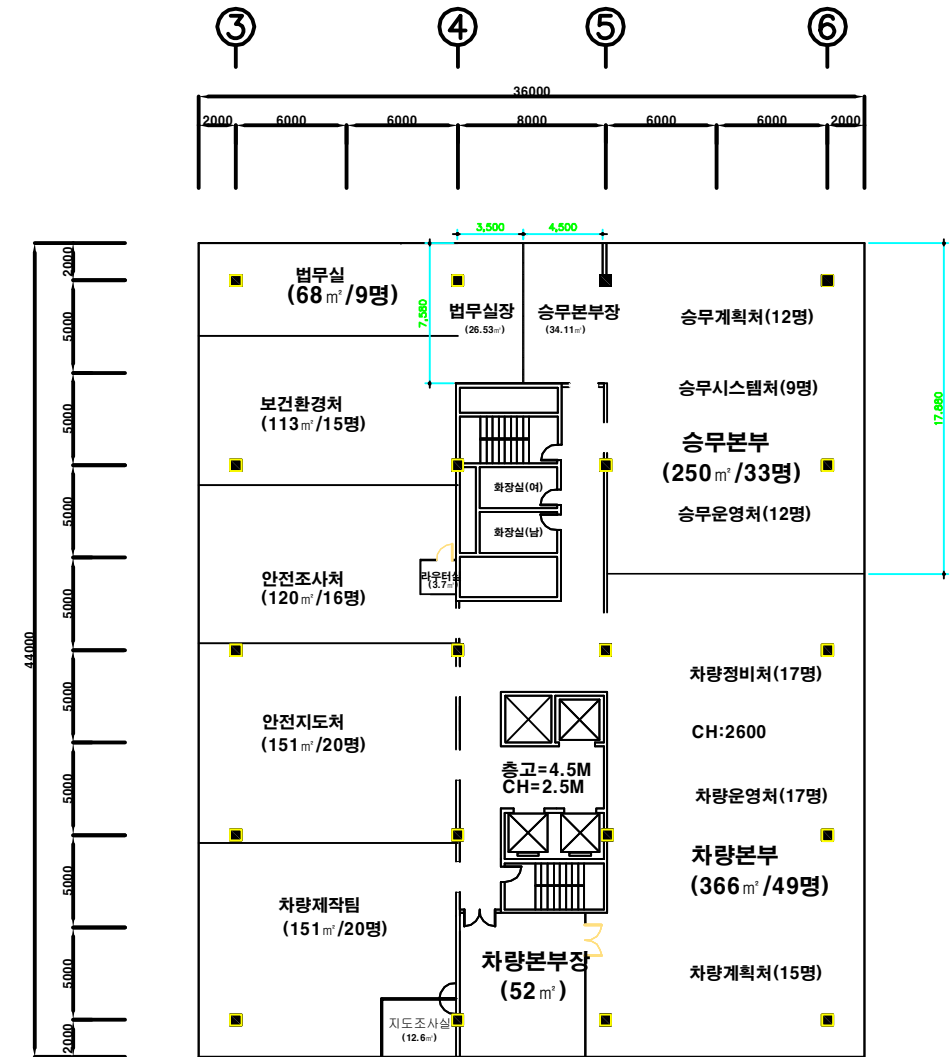 3 4 5 6
36000
2000 6000 6000 8000 6000 6000 2000
3,500 4,500
2000
5000
5000
5000
5000
5000
5000
5000
5000
2000
44000
7,580
17,880
법무실
(68㎡/9명)
법무실장
(26.53㎡)
승무본부장
(34.11㎡)
승무계획처(12명)
승무시스템처(9명)
보건환경처
(113㎡/15명)
승무본부
(250㎡/33명)
승무운영처(12명)
화장실(여)
화장실(남)
라우터실
(3.7㎡)
안전조사처
(120㎡/16명)
안전지도처
(151㎡/20명)
차량정비처(17명)
CH:2600
층고=4.5M
CH=2.5M
차량운영처(17명)
차량본부
(366㎡/49명)
차량제작팀
(151㎡/20명)
차량본부장
(52㎡)
차량계획처(15명)
지도조사실
(12.6㎡)